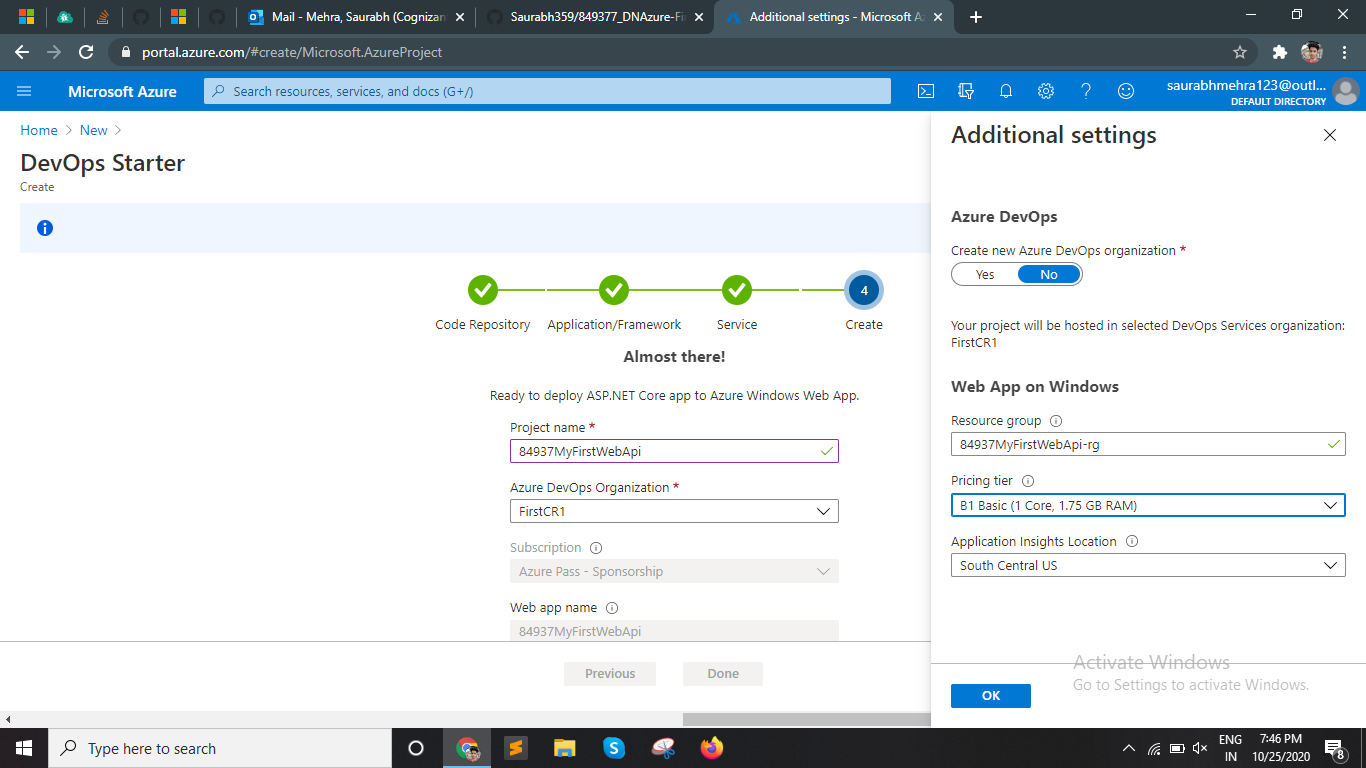 Mail - Mehra, Saurabh (Cognizan
Saurabh359/849377_DNAzure-Fi
Additional settings - Microsoft A
portal.azure.com/#create/Microsoft.AzureProject
Microsoft Azure
Search resources, services, and docs (G+/)
saurabhmehra123@outl...
DEFAULT DIRECTORY
Home > New >
DevOps Starter
Create
4
Code Repository
Application/Framework
Service
Create
Almost there!
Ready to deploy ASP.NET Core app to Azure Windows Web App.
Project name *
84937MyFirstWebApi
Azure DevOps Organization *
FirstCR1
Subscription
Azure Pass - Sponsorship
Web app name
84937MyFirstWebApi
Previous
Done
Additional settings
Azure DevOps
Create new Azure DevOps organization *
Yes No
Your project will be hosted in selected DevOps Services organization:
FirstCR1
Web App on Windows
Resource group
84937MyFirstWebApi-rg
Pricing tier
B1 Basic (1 Core, 1.75 GB RAM)
Application Insights Location
South Central US
Activate Windows
Go to Settings to activate Windows.
OK
Type here to search
ENG
IN
7:46 PM
10/25/2020
8